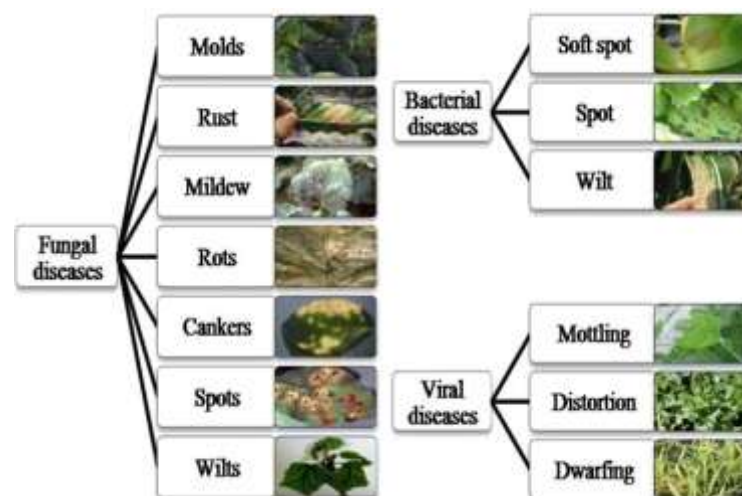 Molds
Rust
Mildew
Fungal
diseases
Rots
Cankers
Spots
Wilts
Bacterial
diseases
Soft spot
Spot
Wilt
Viral
diseases
Mottling
Distortion
Dwarfing